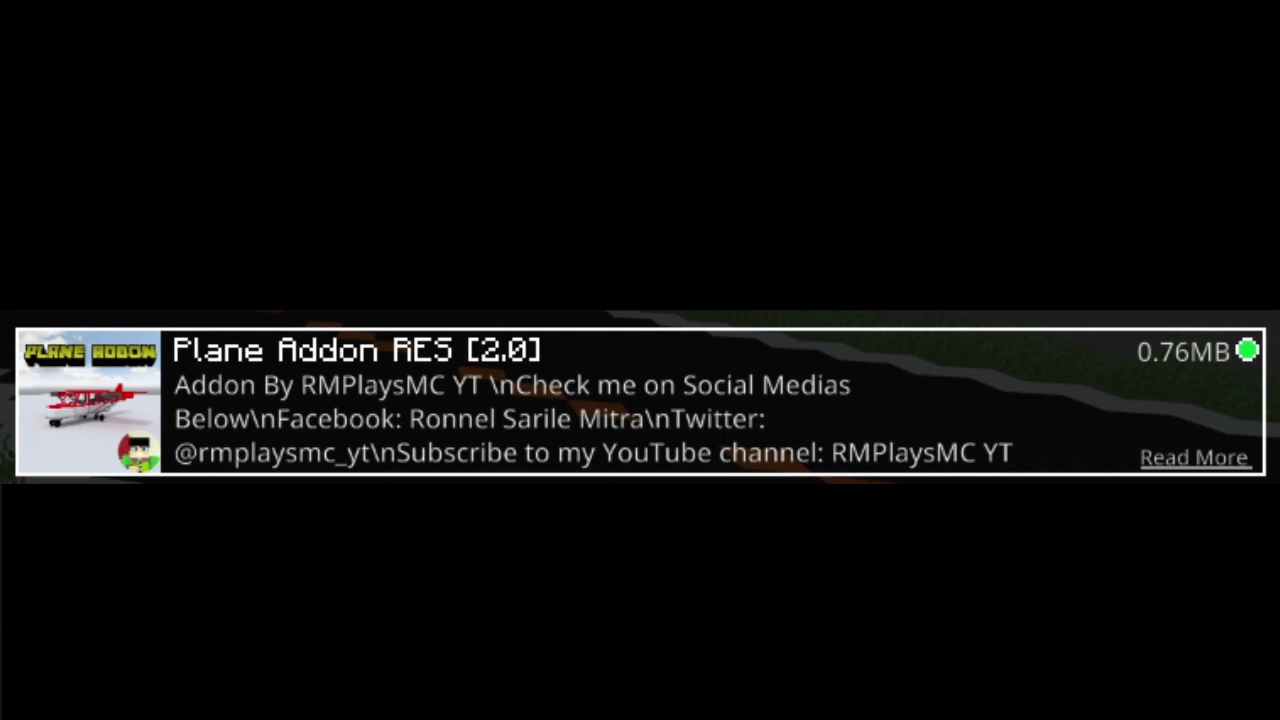 PLANE ADDON
Plane Addon RES [2.0]
0.76MB
Addon By RMPlaysMC YT \nCheck me on Social Medias
Below\nFacebook: Ronnel Sarile Mitra\nTwitter:
@rmplaysmc_yt\nSubscribe to my YouTube channel: RMPlaysMC YT
Read More